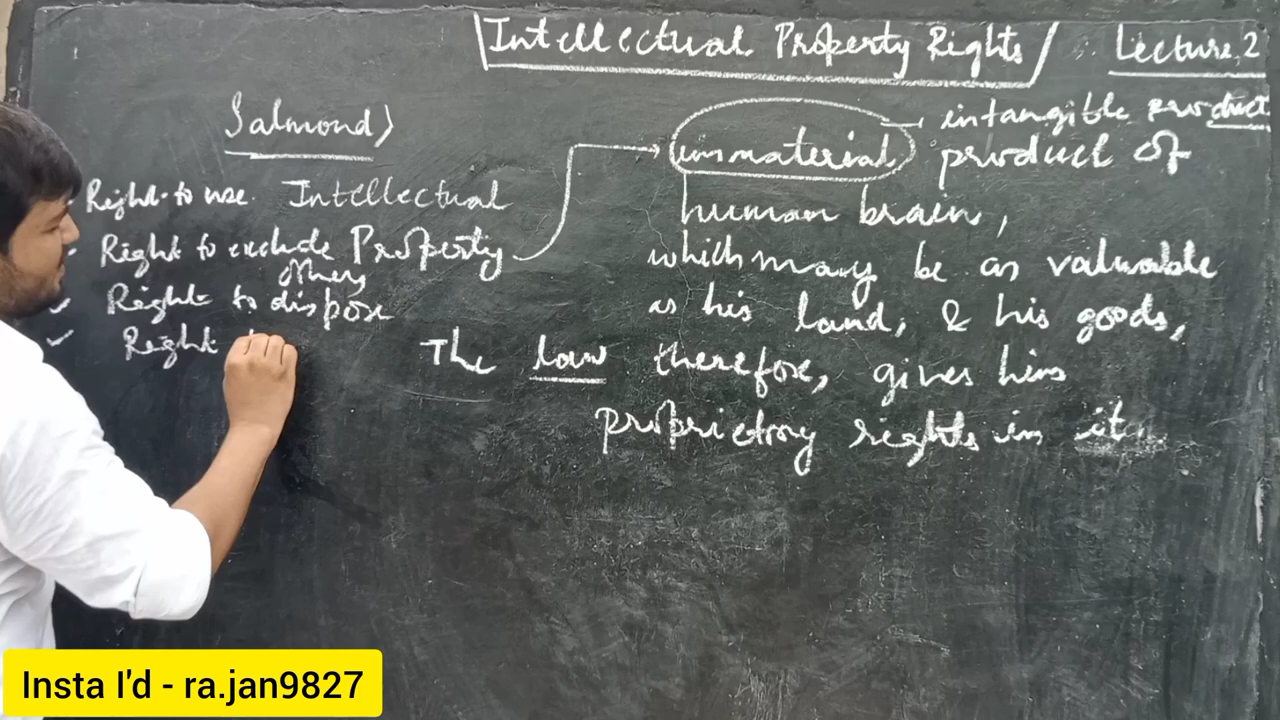 Intellectual Property Rights
Lecture, 2
Salmond)
Right to use
Right to exclude others
Right to dispose
Right
Intellectual
Property
immaterial
intangible product
product of
human brain,
which may be as valuable
as his land, & his goods,
The law therefore, gives him
proprietory rights in it
Insta I'd - ra.jan9827